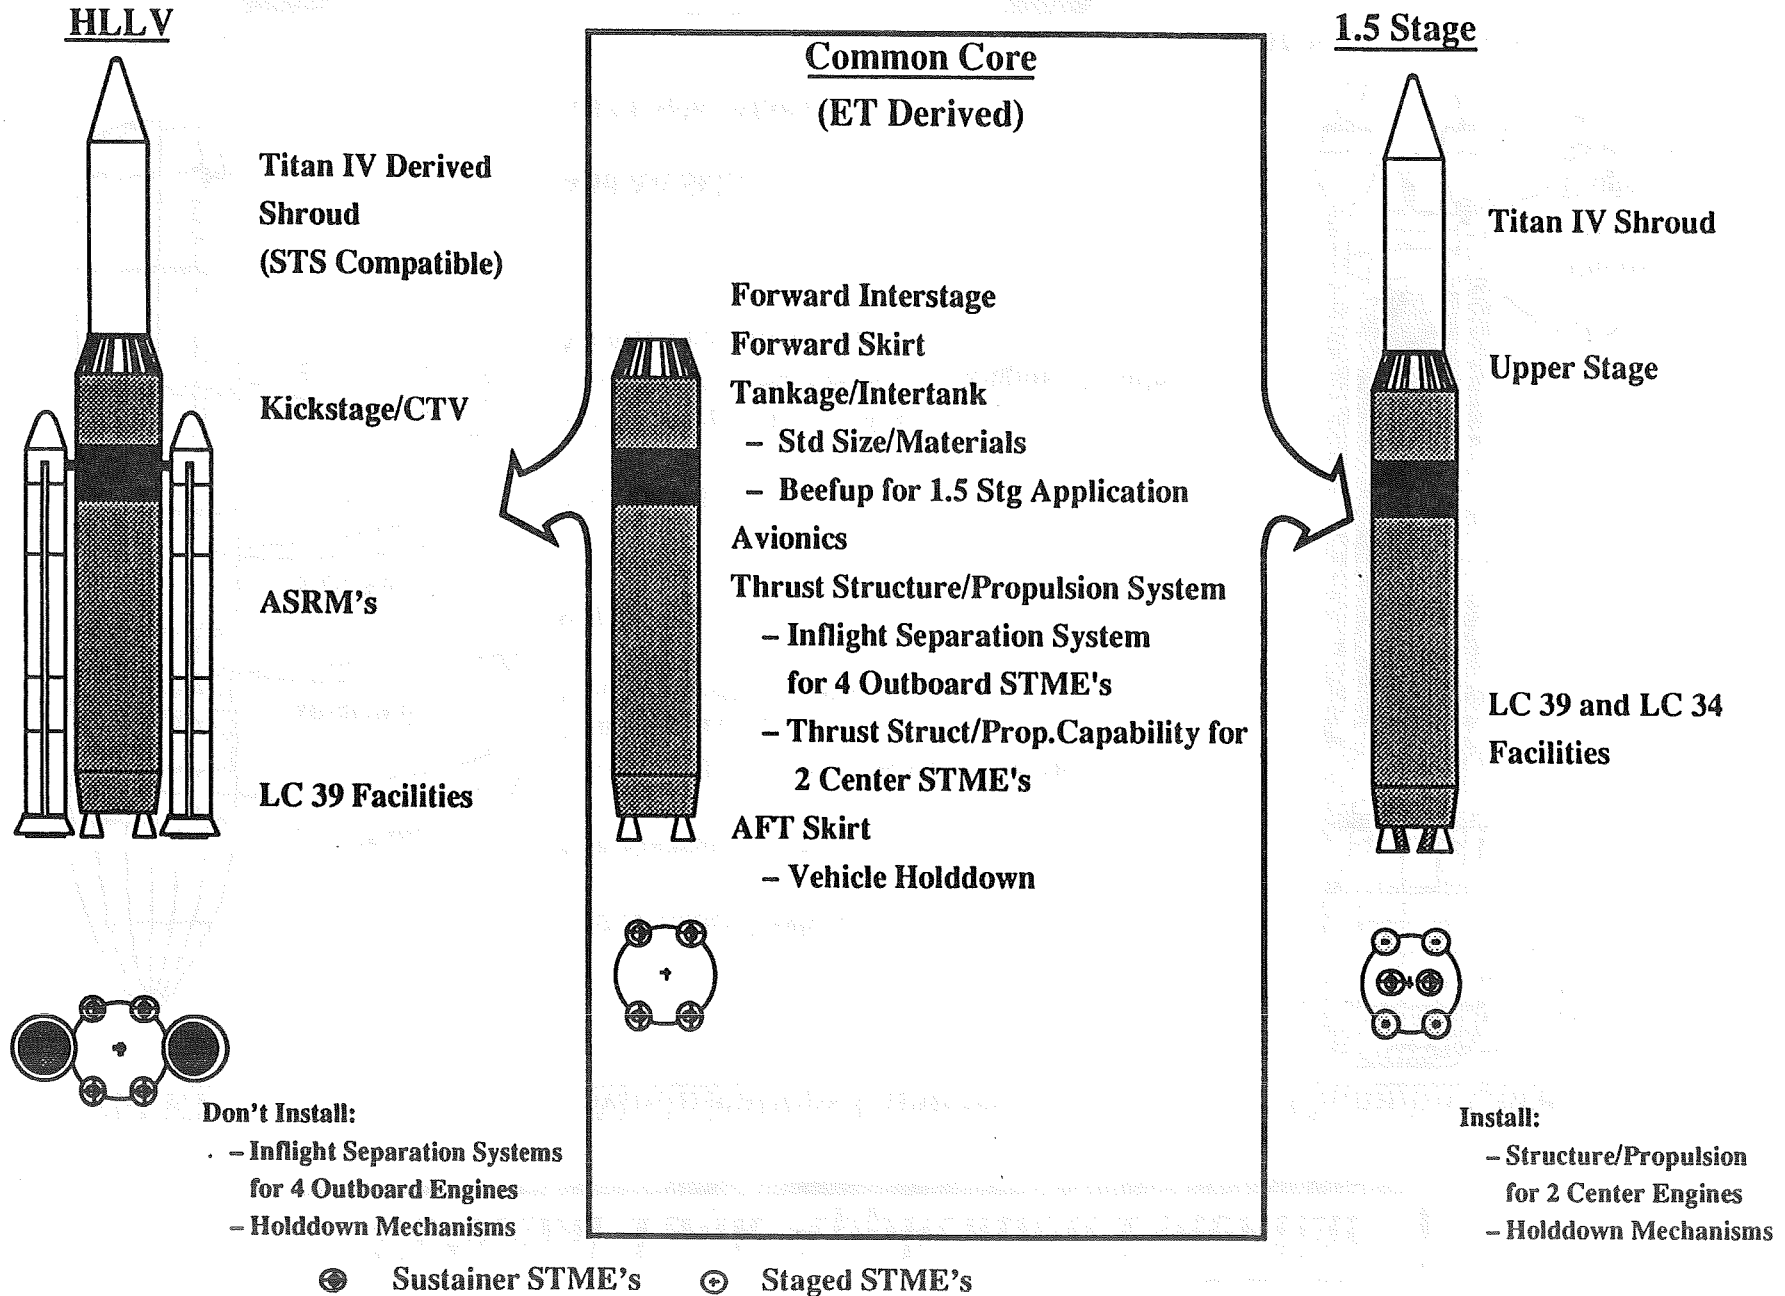 HLLV
Titan IV Derived
Shroud
(STS Compatible)
Kickstage/CTV
ASRM's
LC 39 Facilities
Don't Install:
– Inflight Separation Systems
for 4 Outboard Engines
– Holddown Mechanisms
Common Core
(ET Derived)
Forward Interstage
Forward Skirt
Tankage/Intertank
– Std Size/Materials
– Beefup for 1.5 Stg Application
Avionics
Thrust Structure/Propulsion System
– Inflight Separation System
for 4 Outboard STME's
– Thrust Struct/Prop.Capability for
2 Center STME's
AFT Skirt
– Vehicle Holddown
1.5 Stage
Titan IV Shroud
Upper Stage
LC 39 and LC 34
Facilities
Install:
– Structure/Propulsion
for 2 Center Engines
– Holddown Mechanisms
Sustainer STME's
Staged STME's